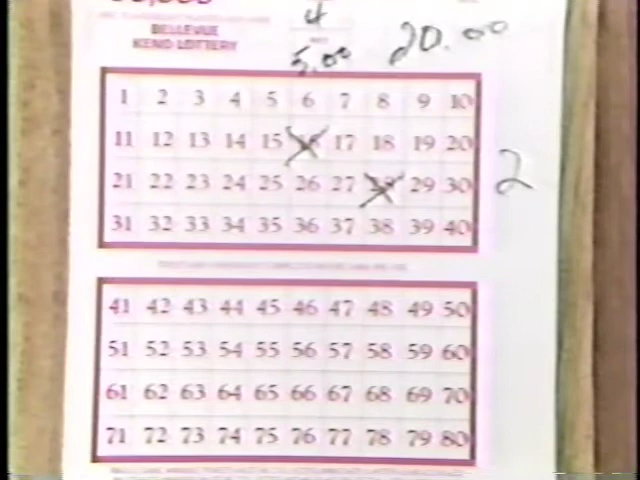 4
BELLEVUE
KENO LOTTERY
5.00 20.00
1 2 3 4 5 6 7 8 9 10
11 12 13 14 15 16 17 18 19 20
21 22 23 24 25 26 27 28 29 30
2
31 32 33 34 35 36 37 38 39 40
41 42 43 44 45 46 47 48 49 50
51 52 53 54 55 56 57 58 59 60
61 62 63 64 65 66 67 68 69 70
71 72 73 74 75 76 77 78 79 80